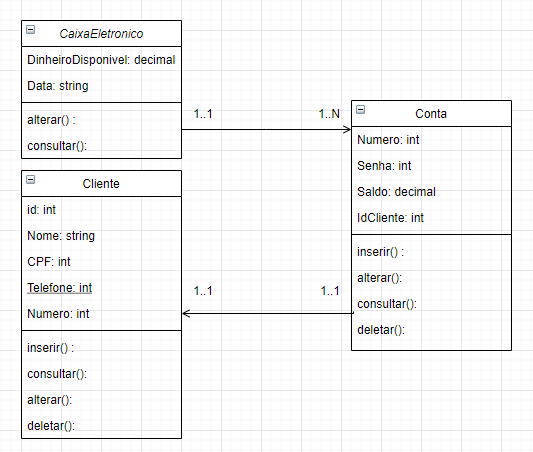 CaixaEletronico
DinheiroDisponivel: decimal
Data: string
alterar() :
consultar():
1..1
1..N
Conta
Numero: int
Senha: int
Saldo: decimal
IdCliente: int
inserir() :
alterar():
consultar():
deletar():
Cliente
id: int
Nome: string
CPF: int
Telefone: int
Numero: int
inserir() :
consultar():
alterar():
deletar():
1..1
1..1